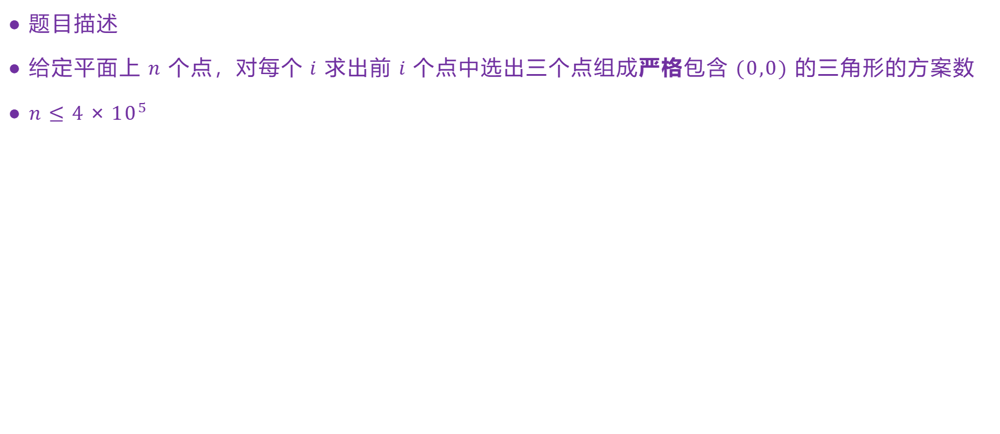 ● 题目描述
● 给定平面上 n 个点，对每个 i 求出前 i 个点中选出三个点组成严格包含 (0,0) 的三角形的方案数
● n ≤ 4 × 10⁵